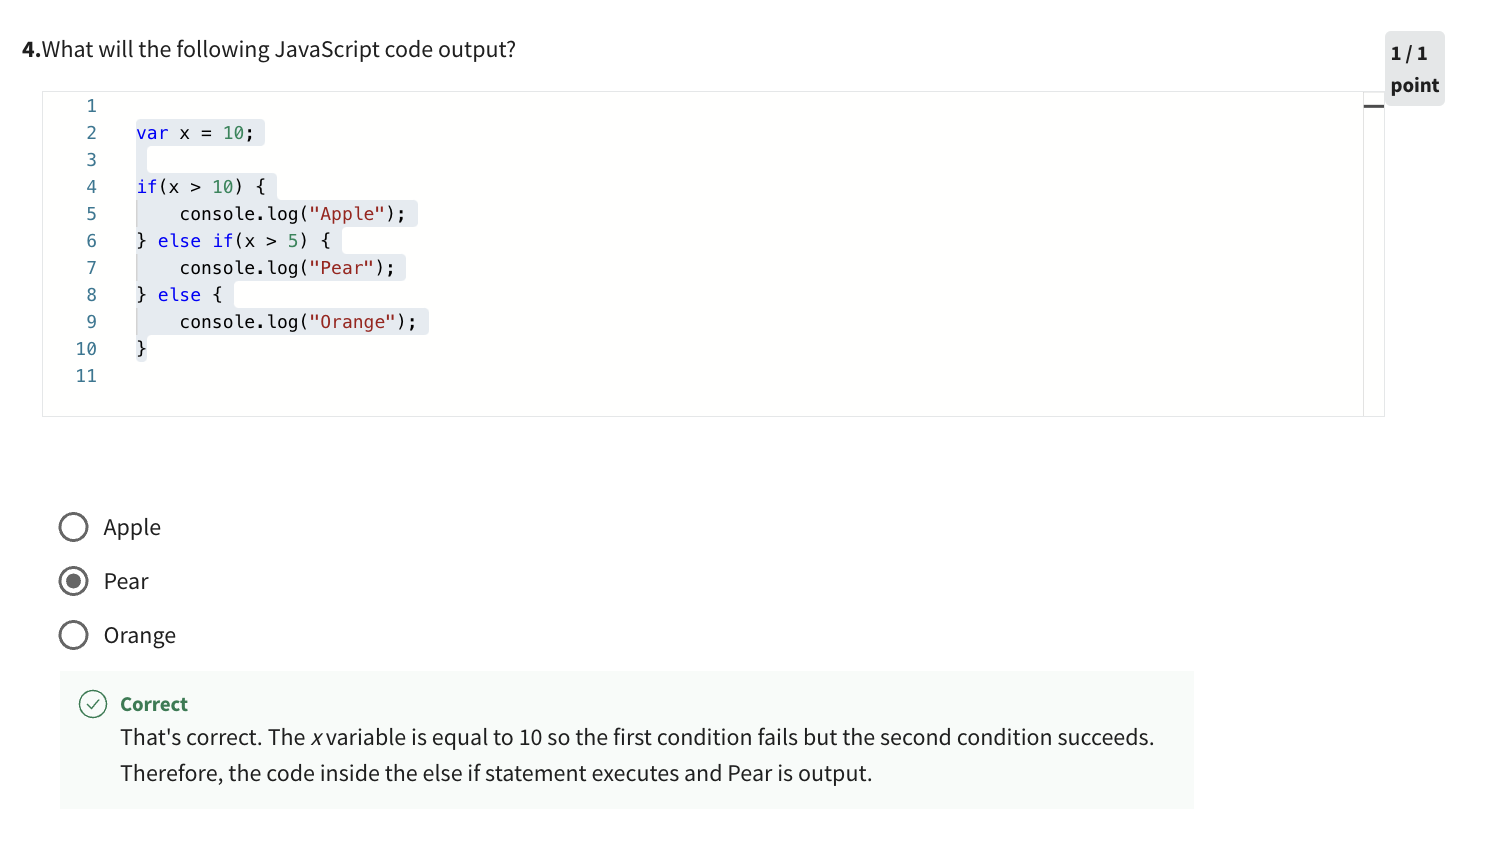 4.What will the following JavaScript code output?
1 / 1
point
1
2 var x = 10;
3
4 if(x > 10) {
5     console.log("Apple");
6 } else if(x > 5) {
7     console.log("Pear");
8 } else {
9     console.log("Orange");
10 }
11
Apple
Pear
Orange
Correct
That's correct. The x variable is equal to 10 so the first condition fails but the second condition succeeds.
Therefore, the code inside the else if statement executes and Pear is output.